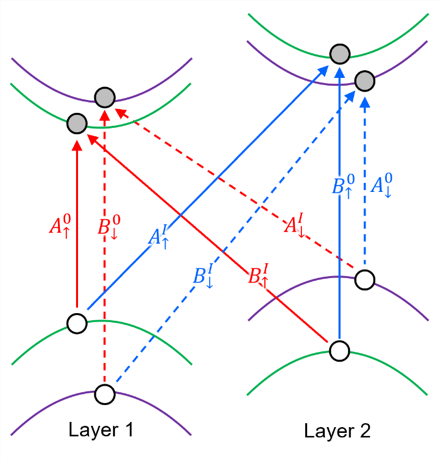 A↑⁰
B↓⁰
A↑ᴵ
B↓ᴵ
B↑ᴵ
A↓ᴵ
B↑⁰
A↓⁰
Layer 1
Layer 2